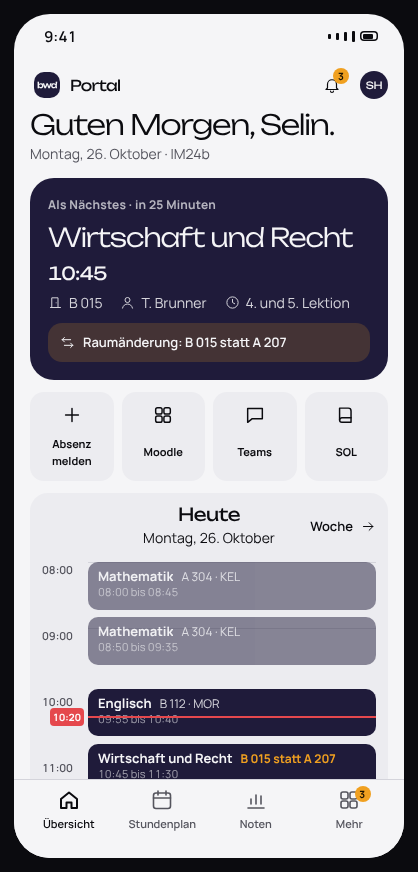 9:41
bwd Portal 3 SH
Guten Morgen, Selin.
Montag, 26. Oktober · IM24b
Als Nächstes · in 25 Minuten
Wirtschaft und Recht
10:45
B 015 T. Brunner 4. und 5. Lektion
Raumänderung: B 015 statt A 207
Absenz melden
Moodle
Teams
SOL
Heute
Montag, 26. Oktober
Woche
08:00
Mathematik A 304 · KEL
08:00 bis 08:45
09:00
Mathematik A 304 · KEL
08:50 bis 09:35
10:00
Englisch B 112 · MOR
10:20
09:55 bis 10:40
Wirtschaft und Recht B 015 statt A 207
11:00
10:45 bis 11:30
3
Übersicht Stundenplan Noten Mehr